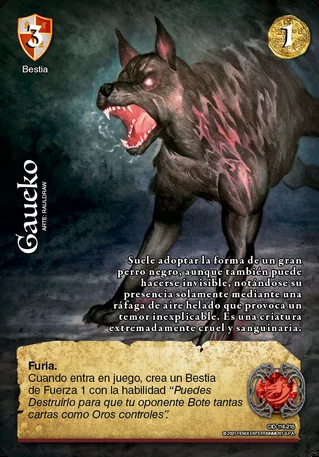 3
1
Bestia
Gaueko
ARTE: RAULDRAW
Suele adoptar la forma de un gran
perro negro, aunque también puede
hacerse invisible, notándose su
presencia solamente mediante una
ráfaga de aire helado que provoca un
temor inexplicable. Es una criatura
extremadamente cruel y sanguinaria.
Furia.
Cuando entra en juego, crea un Bestia
de Fuerza 1 con la habilidad “Puedes
Destruirlo para que tu oponente Bote tantas
cartas como Oros controles”.
CID-116-215
© 2021 FENIX ENTERTAINMENT S.P.A.